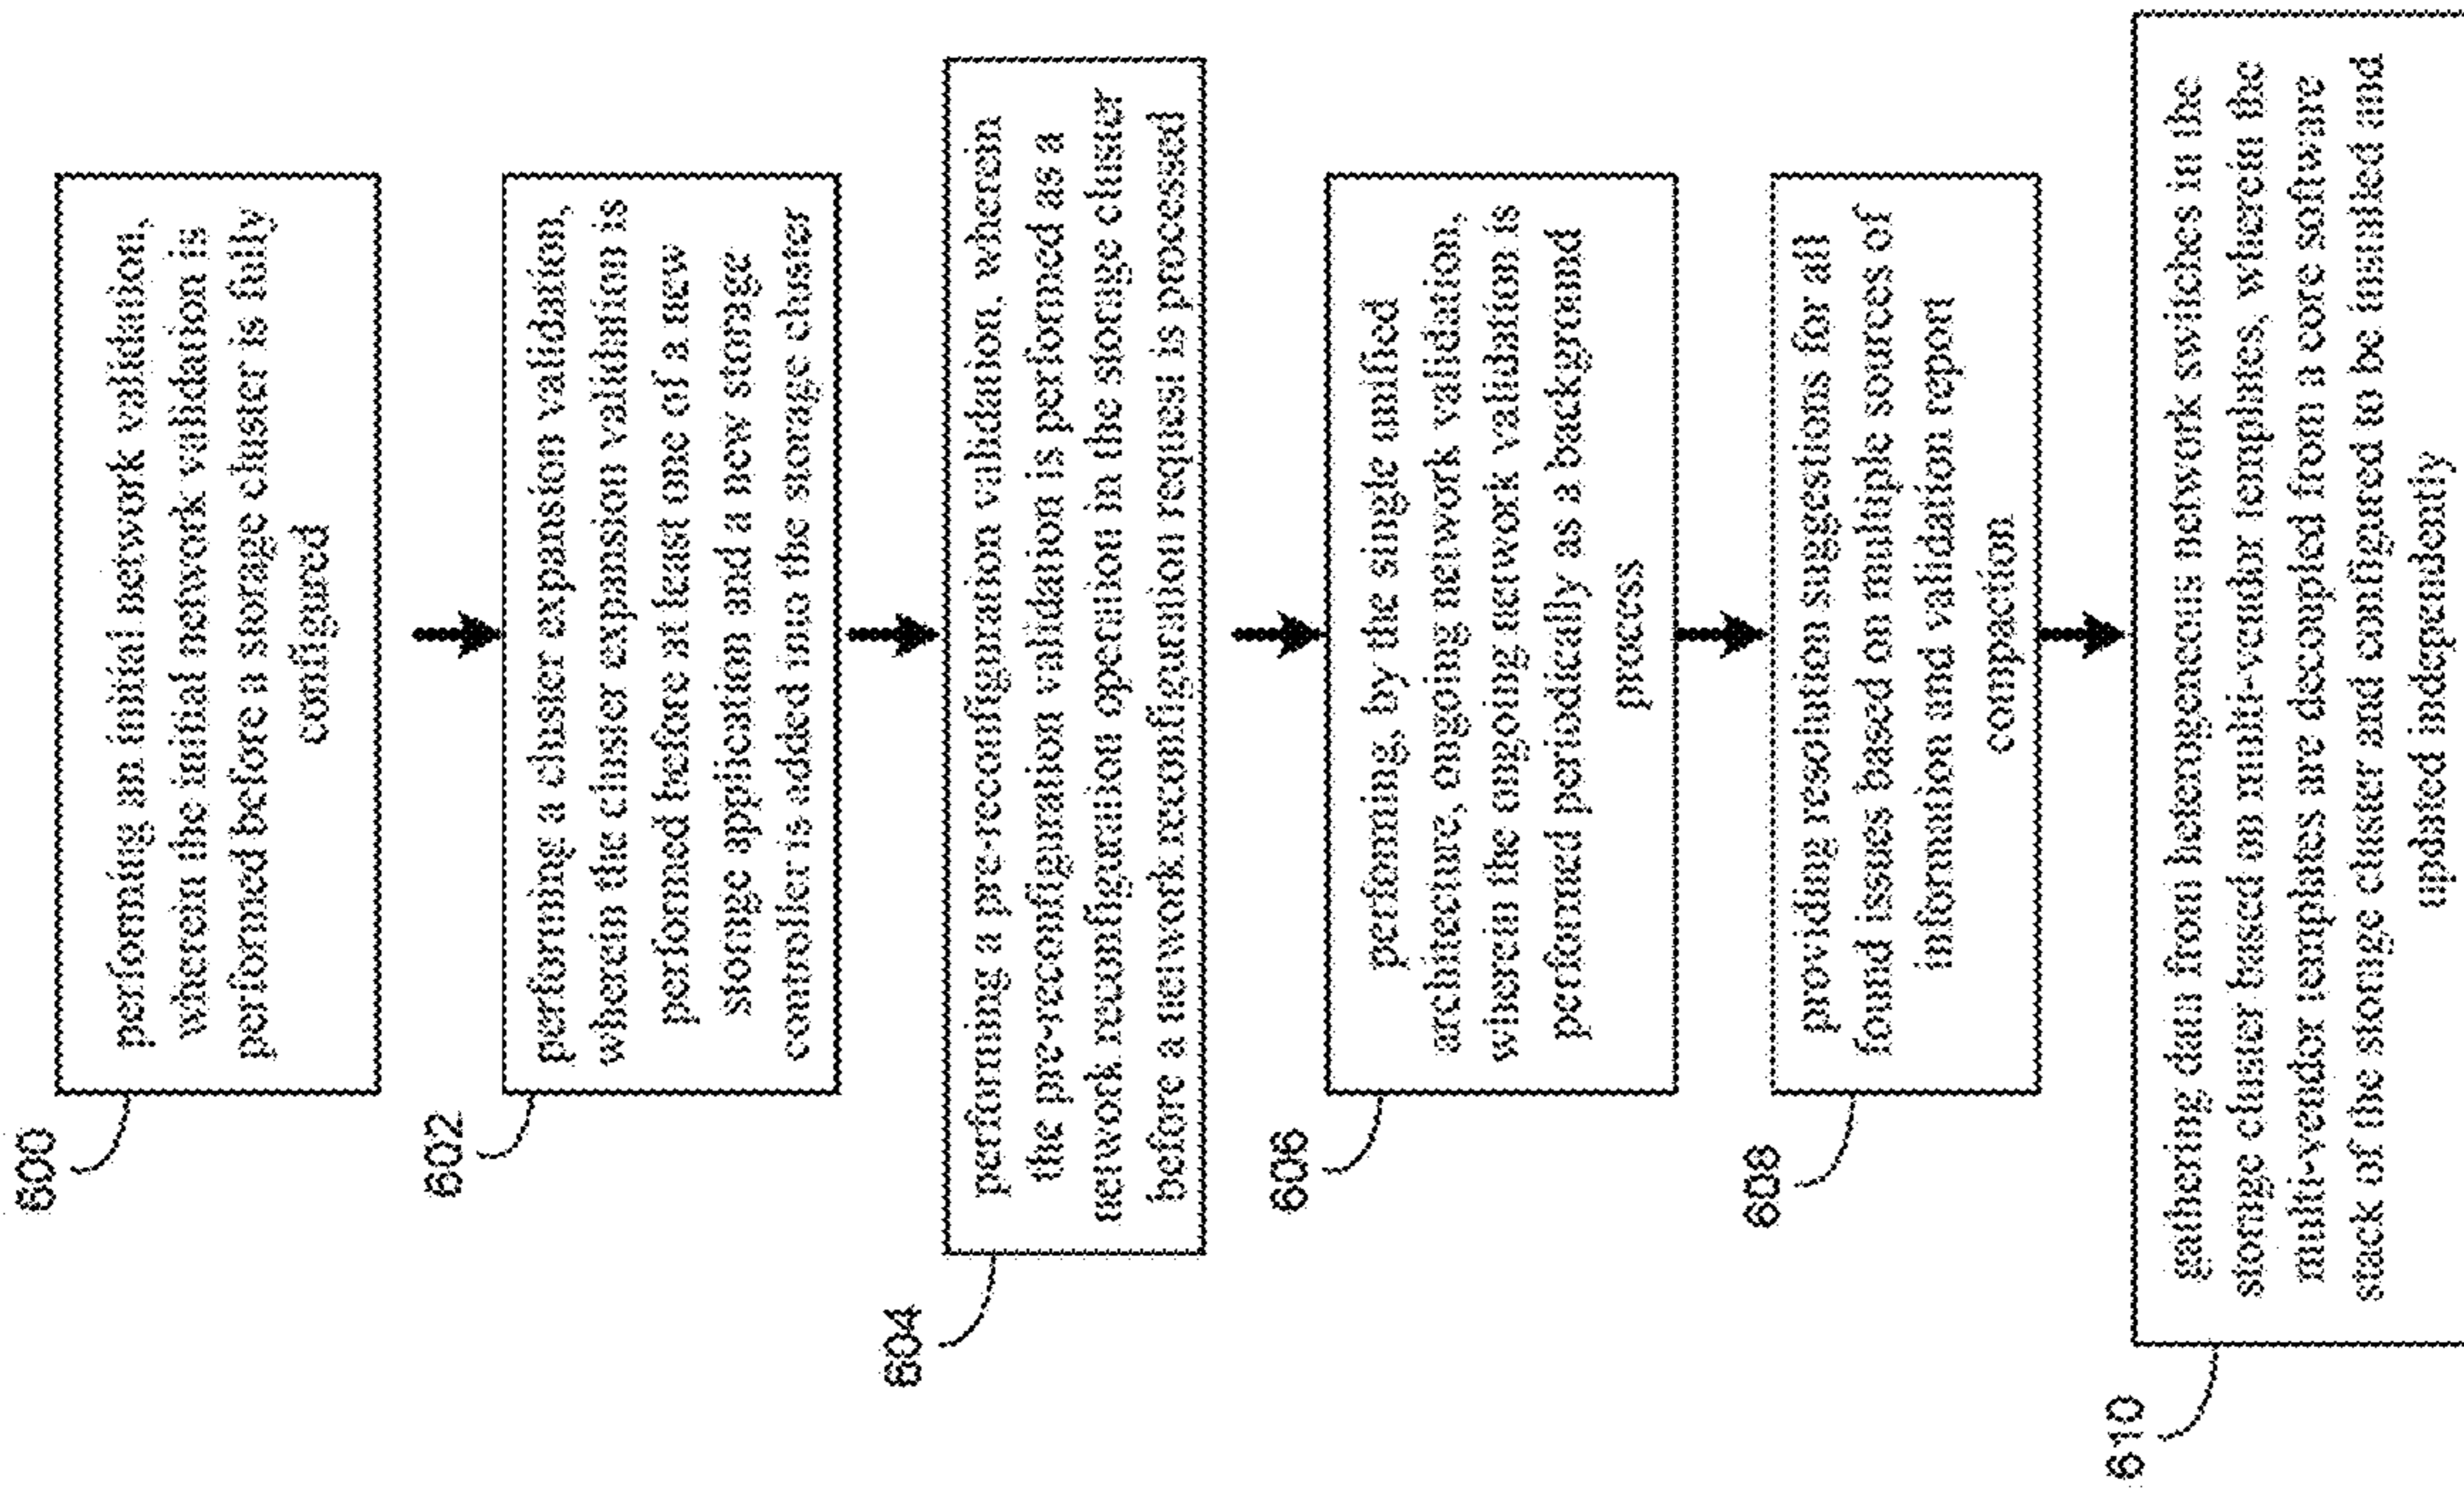 600
performing an initial network validation,
wherein the initial network validation is
performed before a storage cluster is fully
configured
602
performing a cluster expansion validation,
wherein the cluster expansion validation is
performed before at least one of a new
storage application and a new storage
controller is added into the storage cluster
604
performing a pre-reconfiguration validation, wherein
the pre-reconfiguration validation is performed as a
network reconfiguration operation in the storage cluster
before a network reconfiguration request is processed
606
performing, by the single unified
architecture, ongoing network validation,
wherein the ongoing network validation is
performed periodically as a background
process
608
providing resolution suggestions for all
found issues based on multiple sources of
information and validation report
compaction
610
gathering data from heterogeneous network switches in the
storage cluster based on multi-vendor templates, wherein the
multi-vendor templates are decoupled from a core software
stack of the storage cluster and configured to be installed and
updated independently